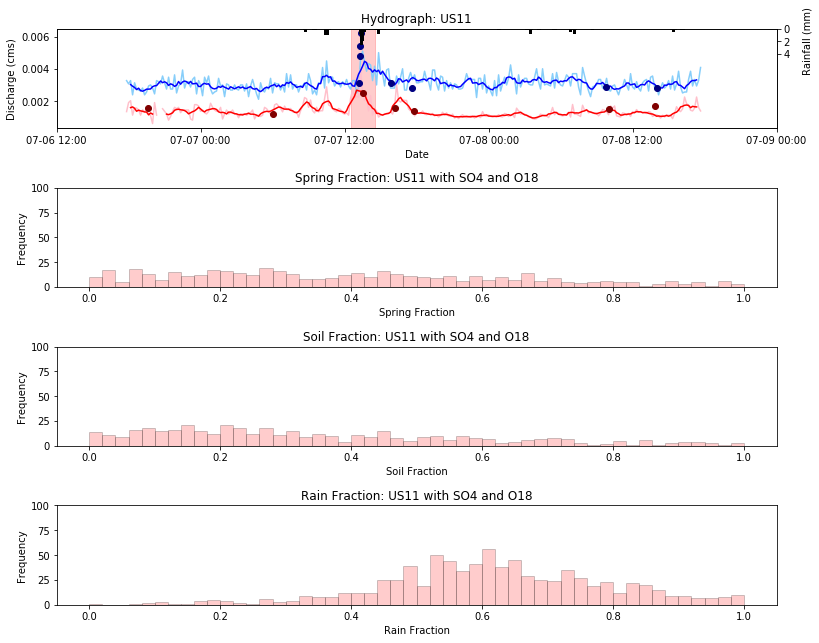 Hydrograph: US11
0.006
0.004
0.002
Discharge (cms)
0
2
4
Rainfall (mm)
07-06 12:00 07-07 00:00 07-07 12:00 07-08 00:00 07-08 12:00 07-09 00:00
Date
Spring Fraction: US11 with SO4 and O18
100
75
50
25
0
Frequency
0.0 0.2 0.4 0.6 0.8 1.0
Spring Fraction
Soil Fraction: US11 with SO4 and O18
100
75
50
25
0
Frequency
0.0 0.2 0.4 0.6 0.8 1.0
Soil Fraction
Rain Fraction: US11 with SO4 and O18
100
75
50
25
0
Frequency
0.0 0.2 0.4 0.6 0.8 1.0
Rain Fraction